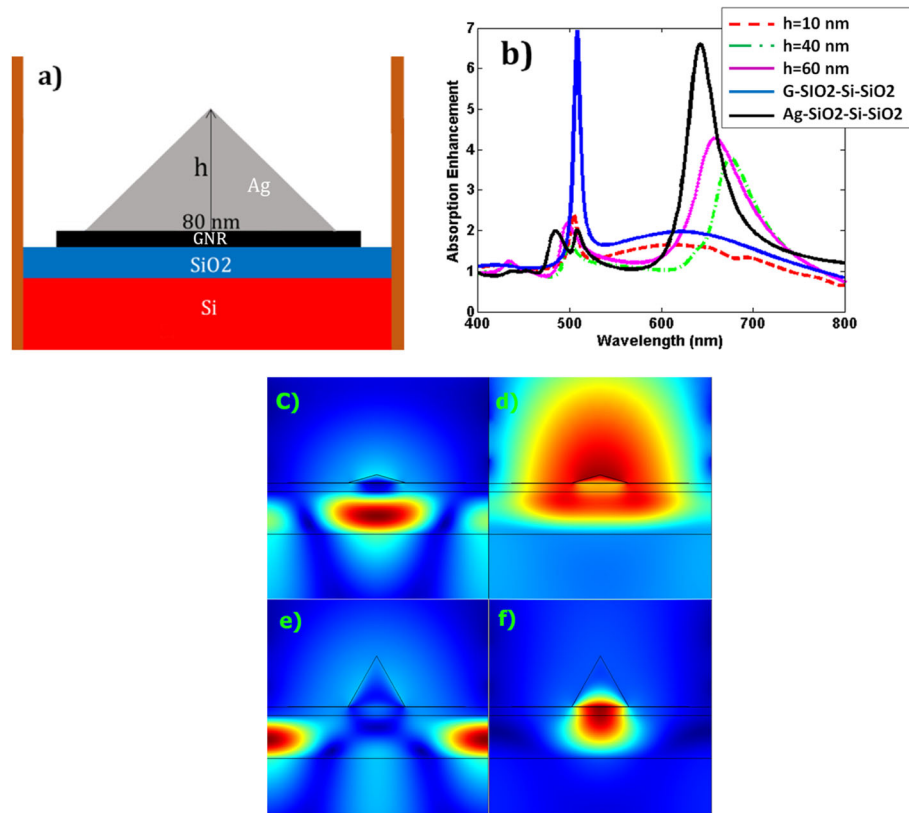 a)
h
Ag
80 nm
GNR
SiO2
Si
b)
h=10 nm
h=40 nm
h=60 nm
G-SIO2-Si-SiO2
Ag-SiO2-Si-SiO2
Absorption Enhancement
7
6
5
4
3
2
1
0
400 500 600 700 800
Wavelength (nm)
C)
d)
e)
f)